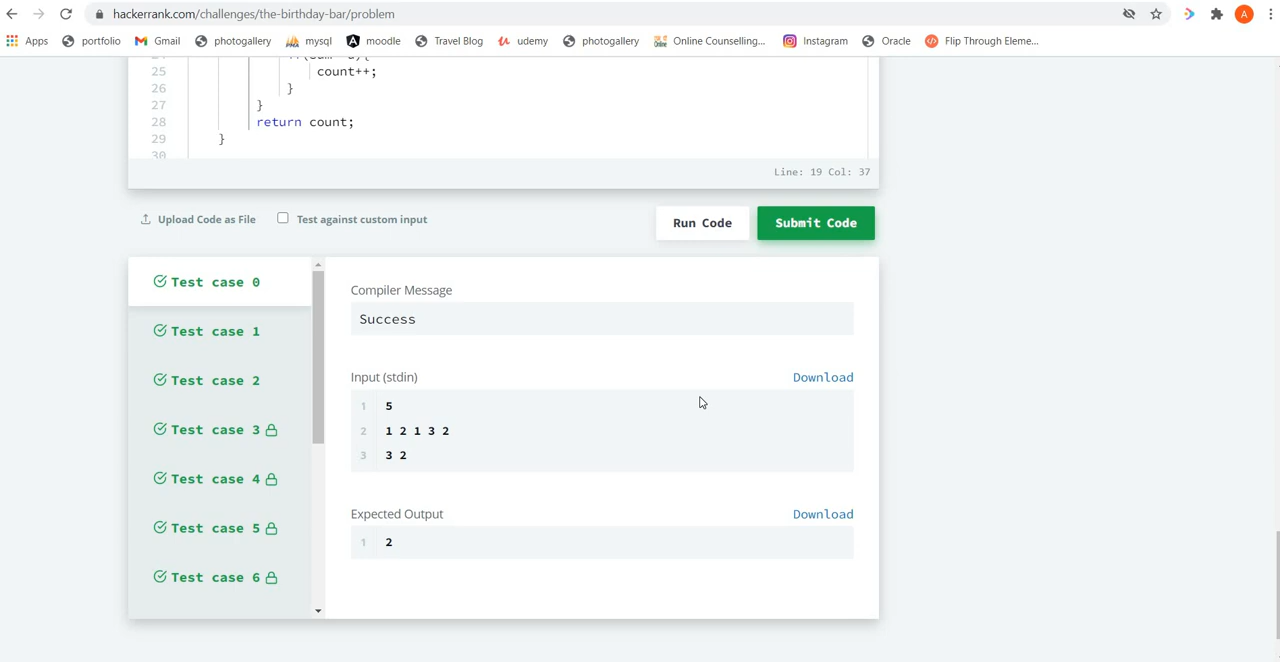 hackerrank.com/challenges/the-birthday-bar/problem A
Apps portfolio Gmail photogallery mysql moodle Travel Blog udemy photogallery Online Counselling... Instagram Oracle Flip Through Eleme...
25 count++;
26 }
27 }
28 return count;
29 }
30
Line: 19 Col: 37
Upload Code as File Test against custom input Run Code Submit Code
Test case 0
Test case 1
Test case 2
Test case 3
Test case 4
Test case 5
Test case 6
Compiler Message
Success
Input (stdin) Download
1 5
2 1 2 1 3 2
3 3 2
Expected Output Download
1 2